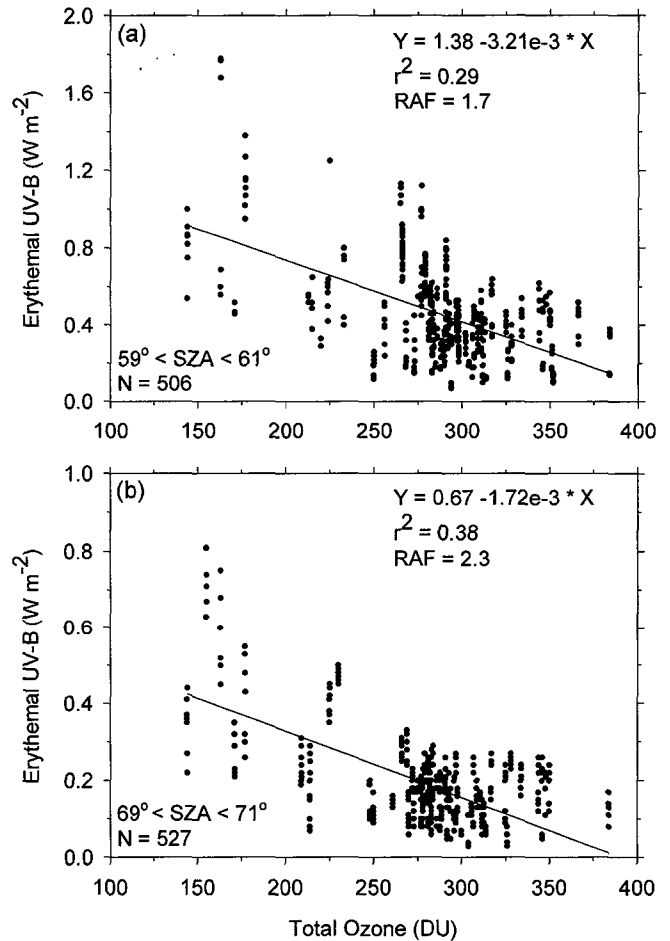 (a)
Y = 1.38 -3.21e-3 * X
r2 = 0.29
RAF = 1.7
Erythemal UV-B (W m-2)
2.0
1.6
1.2
0.8
0.4
0.0
59° < SZA < 61°
N = 506
100 150 200 250 300 350 400
(b)
Y = 0.67 -1.72e-3 * X
r2 = 0.38
RAF = 2.3
Erythemal UV-B (W m-2)
1.0
0.8
0.6
0.4
0.2
0.0
69° < SZA < 71°
N = 527
100 150 200 250 300 350 400
Total Ozone (DU)